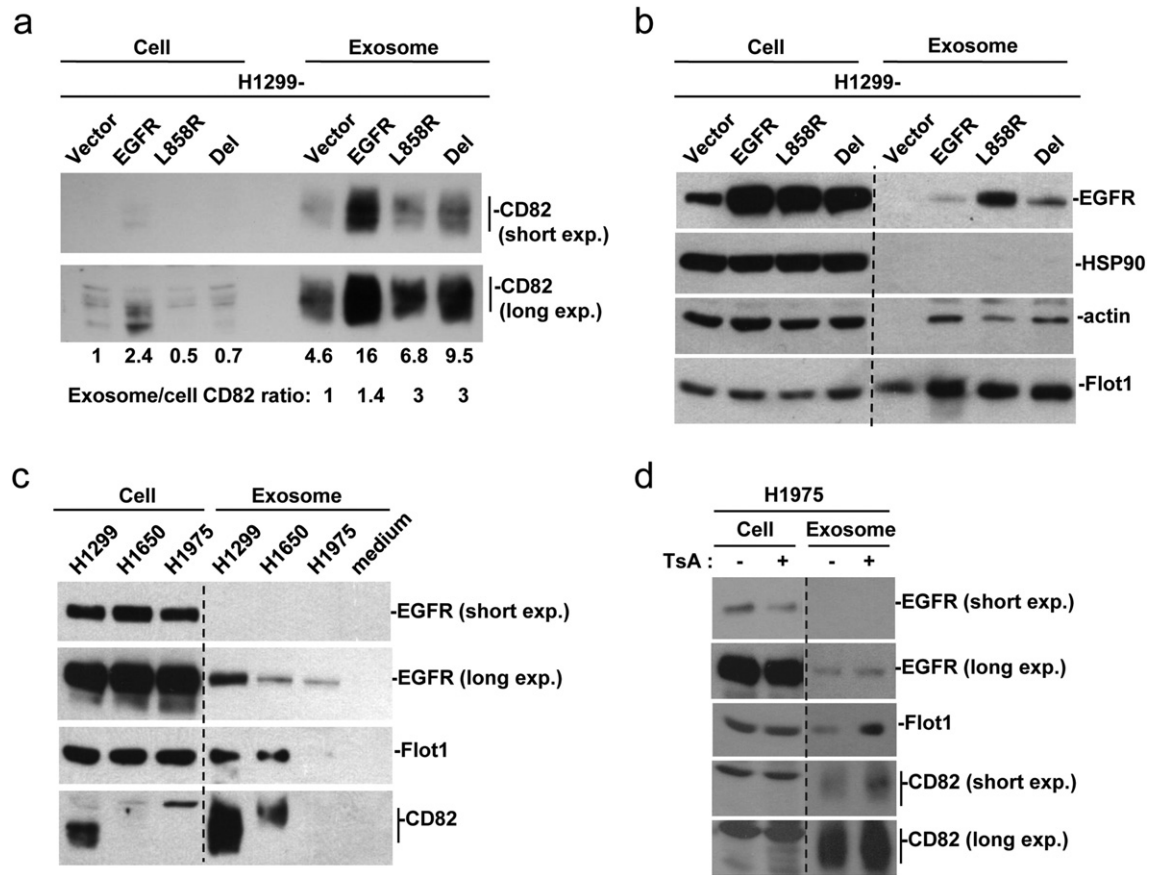 a
Cell Exosome
H1299-
Vector EGFR L858R Del Vector EGFR L858R Del
-CD82
(short exp.)
-CD82
(long exp.)
1 2.4 0.5 0.7 4.6 16 6.8 9.5
Exosome/cell CD82 ratio: 1 1.4 3 3
b
Cell Exosome
H1299-
Vector EGFR L858R Del Vector EGFR L858R Del
-EGFR
-HSP90
-actin
-Flot1
c
Cell Exosome
H1299 H1650 H1975 H1299 H1650 H1975 medium
-EGFR (short exp.)
-EGFR (long exp.)
-Flot1
-CD82
d
H1975
Cell Exosome
TsA : - + - +
-EGFR (short exp.)
-EGFR (long exp.)
-Flot1
-CD82 (short exp.)
-CD82 (long exp.)